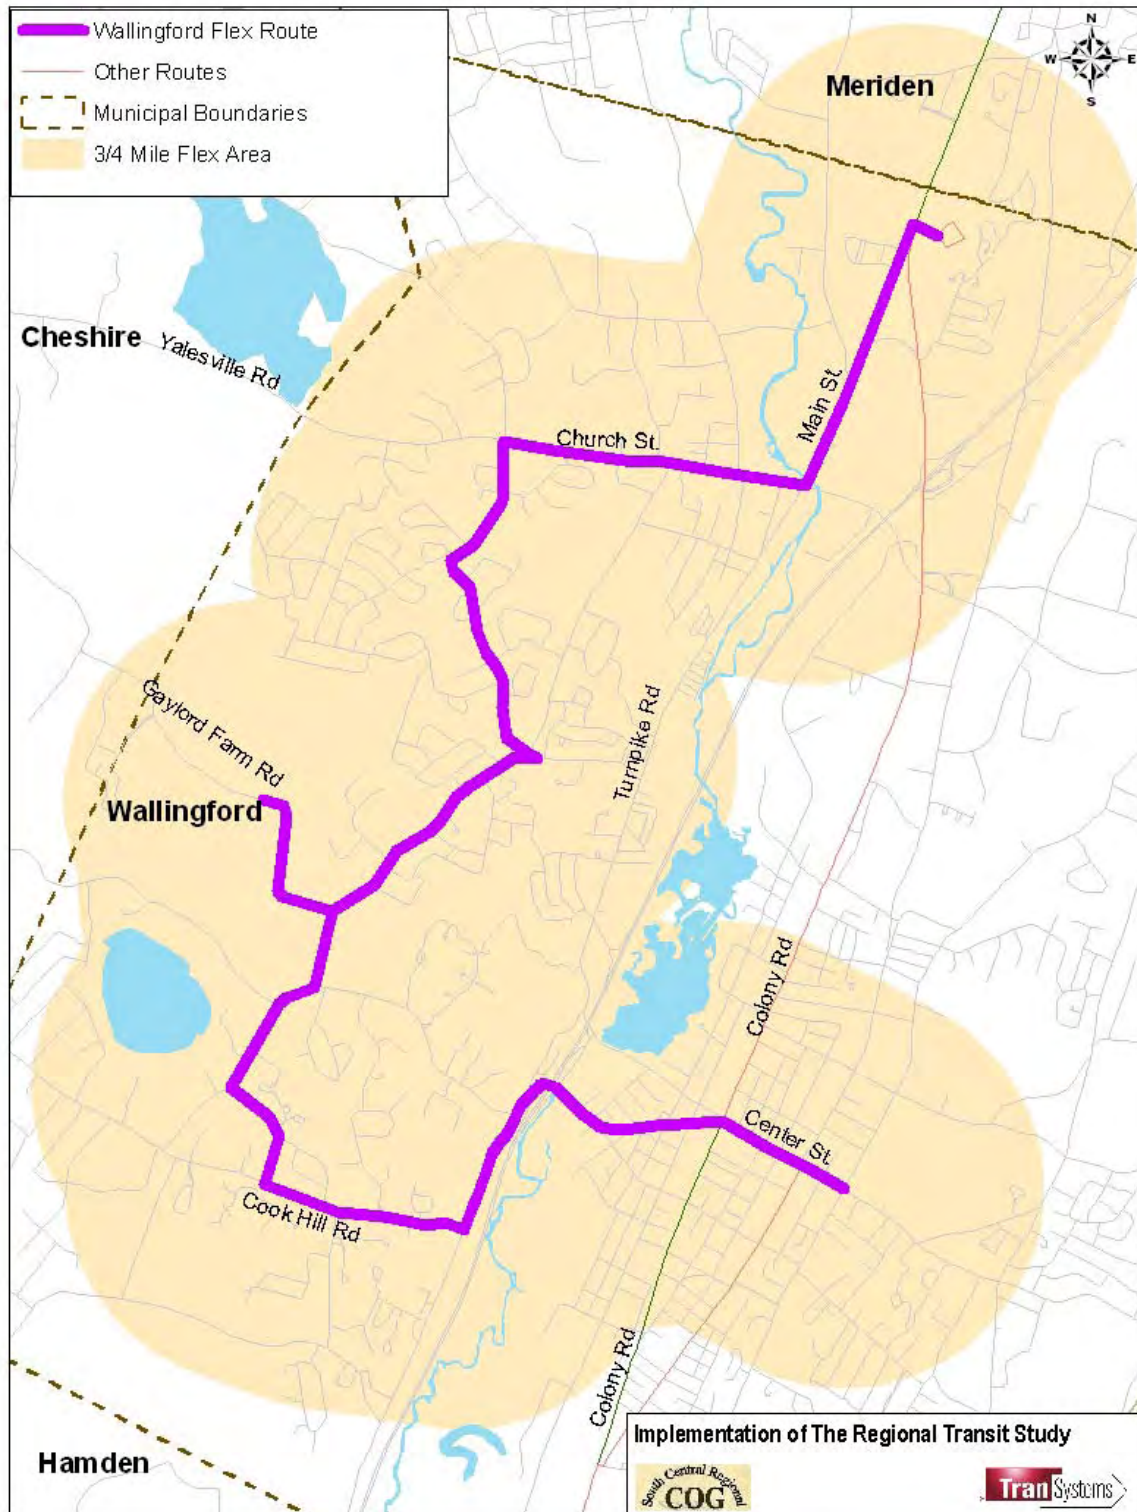 Wallingford Flex Route
Other Routes
Municipal Boundaries
3/4 Mile Flex Area
N
W
E
S
Meriden
Cheshire
Yalesville Rd
Main St.
Church St.
Gaylord Farm Rd
Turnpike Rd
Wallingford
Colony Rd
Center St.
Cook Hill Rd
Colony Rd
Hamden
Implementation of The Regional Transit Study
South Central Regional
COG
TranSystems